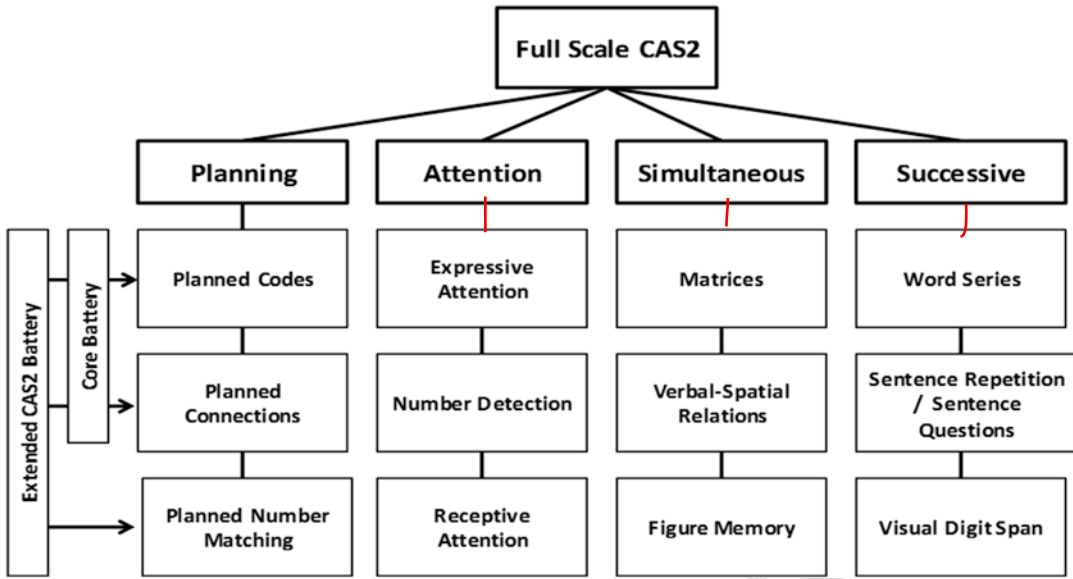 Full Scale CAS2
Planning
Attention
Simultaneous
Successive
Extended CAS2 Battery
Core Battery
Planned Codes
Expressive
Attention
Matrices
Word Series
Planned
Connections
Number Detection
Verbal-Spatial
Relations
Sentence Repetition
/ Sentence
Questions
Planned Number
Matching
Receptive
Attention
Figure Memory
Visual Digit Span